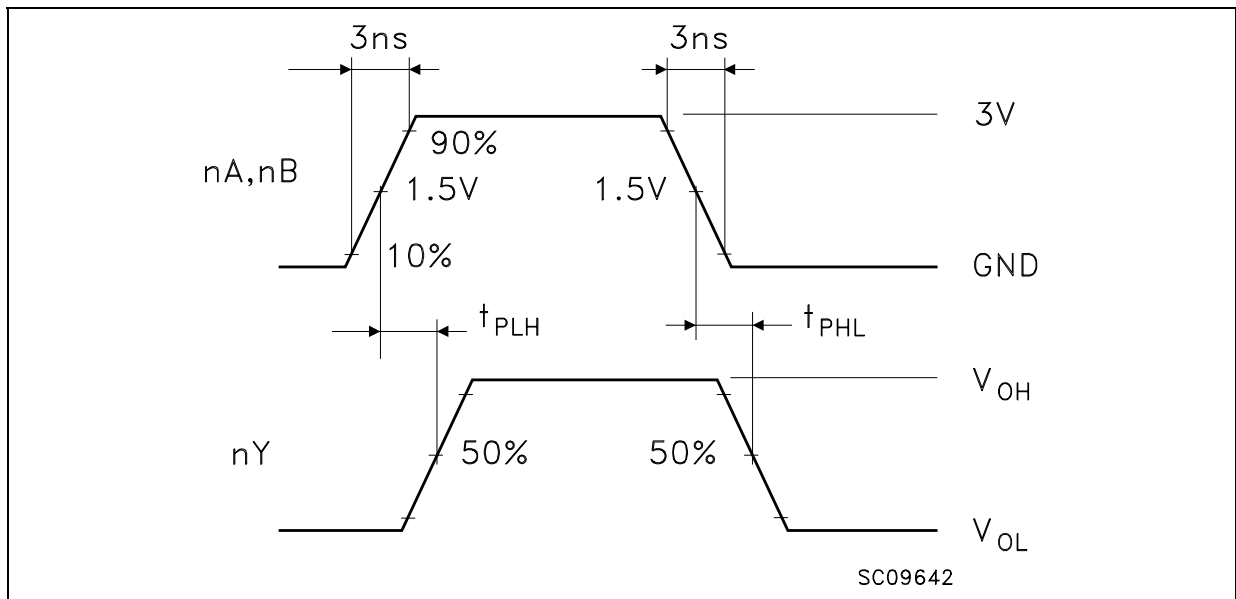 3ns 3ns
3V
90%
nA,nB
1.5V 1.5V
10%
GND
tPLH tPHL
VOH
nY
50% 50%
VOL
SC09642